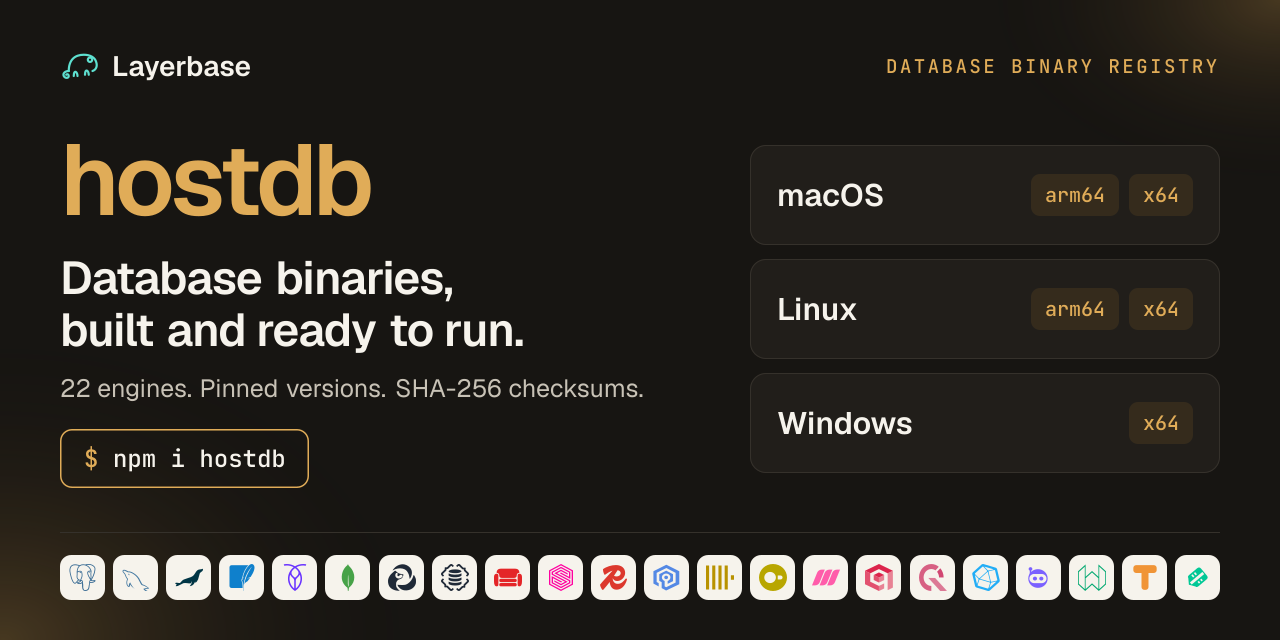 Layerbase
DATABASE BINARY REGISTRY
hostdb
Database binaries,
built and ready to run.
22 engines. Pinned versions. SHA-256 checksums.
$ npm i hostdb
macOS arm64 x64
Linux arm64 x64
Windows x64